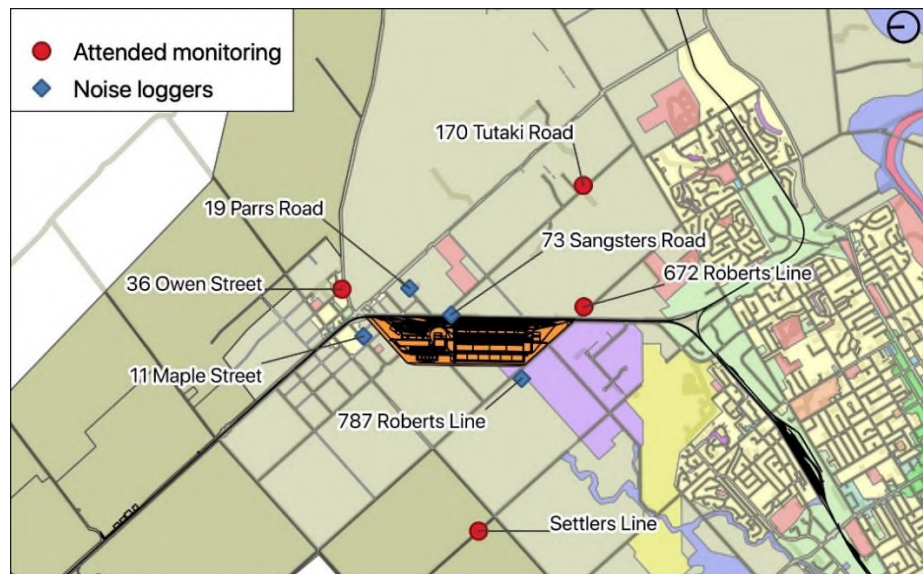 Attended monitoring
Noise loggers
170 Tutaki Road
19 Parrs Road
73 Sangsters Road
36 Owen Street
672 Roberts Line
11 Maple Street
787 Roberts Line
Settlers Line